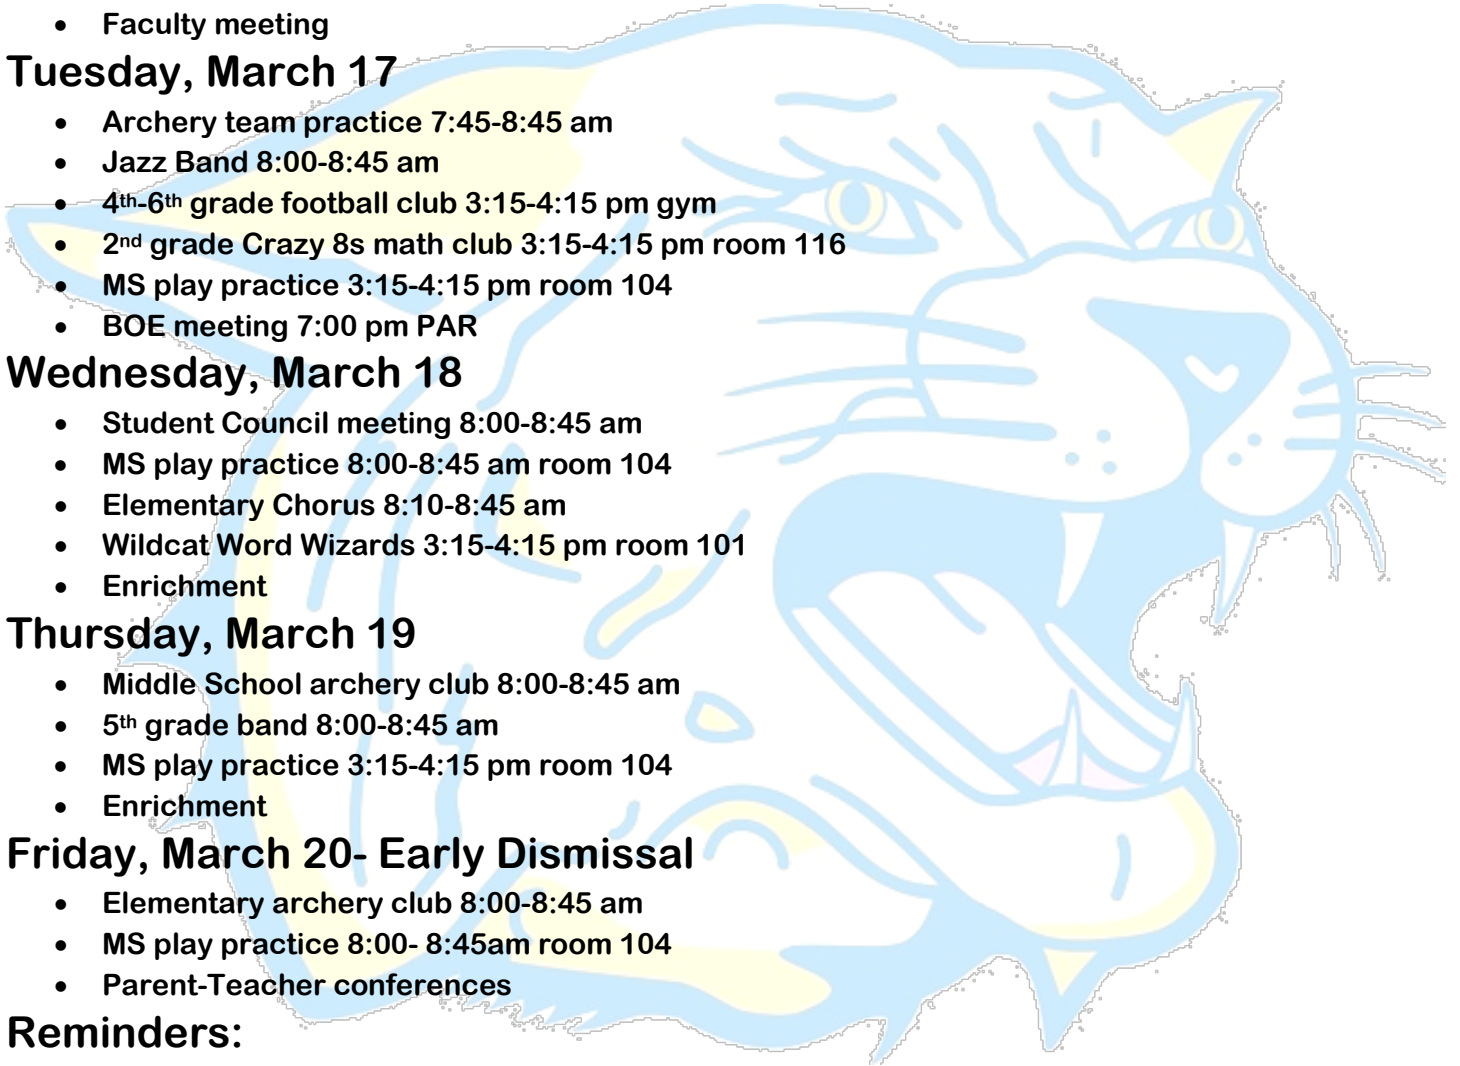 • Faculty meeting
Tuesday, March 17
• Archery team practice 7:45-8:45 am
• Jazz Band 8:00-8:45 am
• 4th-6th grade football club 3:15-4:15 pm gym
• 2nd grade Crazy 8s math club 3:15-4:15 pm room 116
• MS play practice 3:15-4:15 pm room 104
• BOE meeting 7:00 pm PAR
Wednesday, March 18
• Student Council meeting 8:00-8:45 am
• MS play practice 8:00-8:45 am room 104
• Elementary Chorus 8:10-8:45 am
• Wildcat Word Wizards 3:15-4:15 pm room 101
• Enrichment
Thursday, March 19
• Middle School archery club 8:00-8:45 am
• 5th grade band 8:00-8:45 am
• MS play practice 3:15-4:15 pm room 104
• Enrichment
Friday, March 20- Early Dismissal
• Elementary archery club 8:00-8:45 am
• MS play practice 8:00- 8:45am room 104
• Parent-Teacher conferences
Reminders: